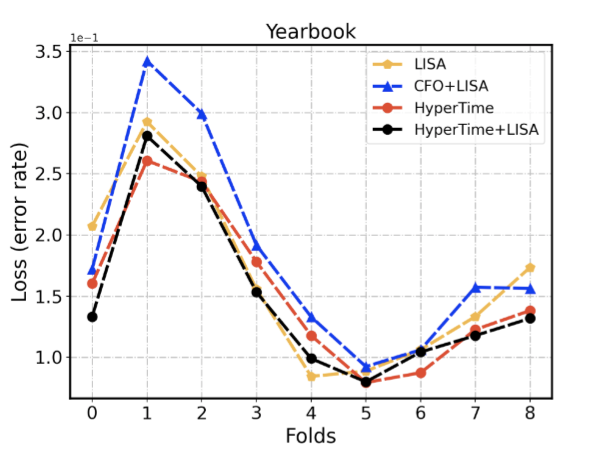 Yearbook
1e−1
3.5
3.0
2.5
2.0
1.5
1.0
Loss (error rate)
LISA
CFO+LISA
HyperTime
HyperTime+LISA
0 1 2 3 4 5 6 7 8
Folds